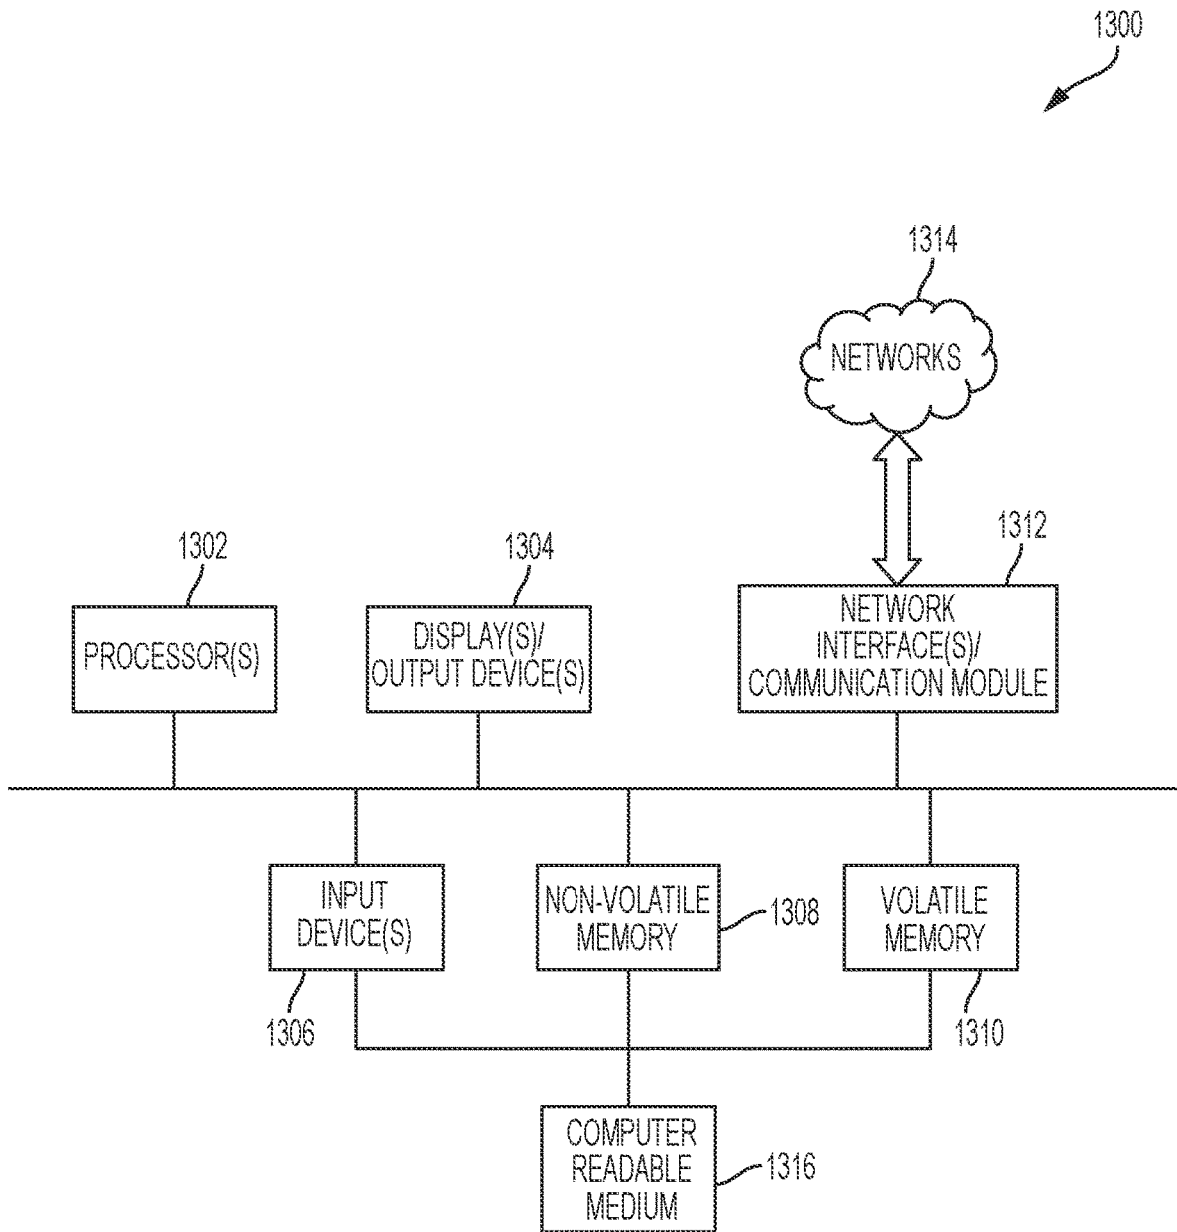 1300
1314
NETWORKS
1302
1304
1312
PROCESSOR(S)
DISPLAY(S)/
OUTPUT DEVICE(S)
NETWORK
INTERFACE(S)/
COMMUNICATION MODULE
INPUT
DEVICE(S)
1306
NON-VOLATILE
MEMORY
1308
VOLATILE
MEMORY
1310
COMPUTER
READABLE
MEDIUM
1316